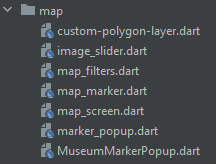 map
custom-polygon-layer.dart
image_slider.dart
map_filters.dart
map_marker.dart
map_screen.dart
marker_popup.dart
MuseumMarkerPopup.dart